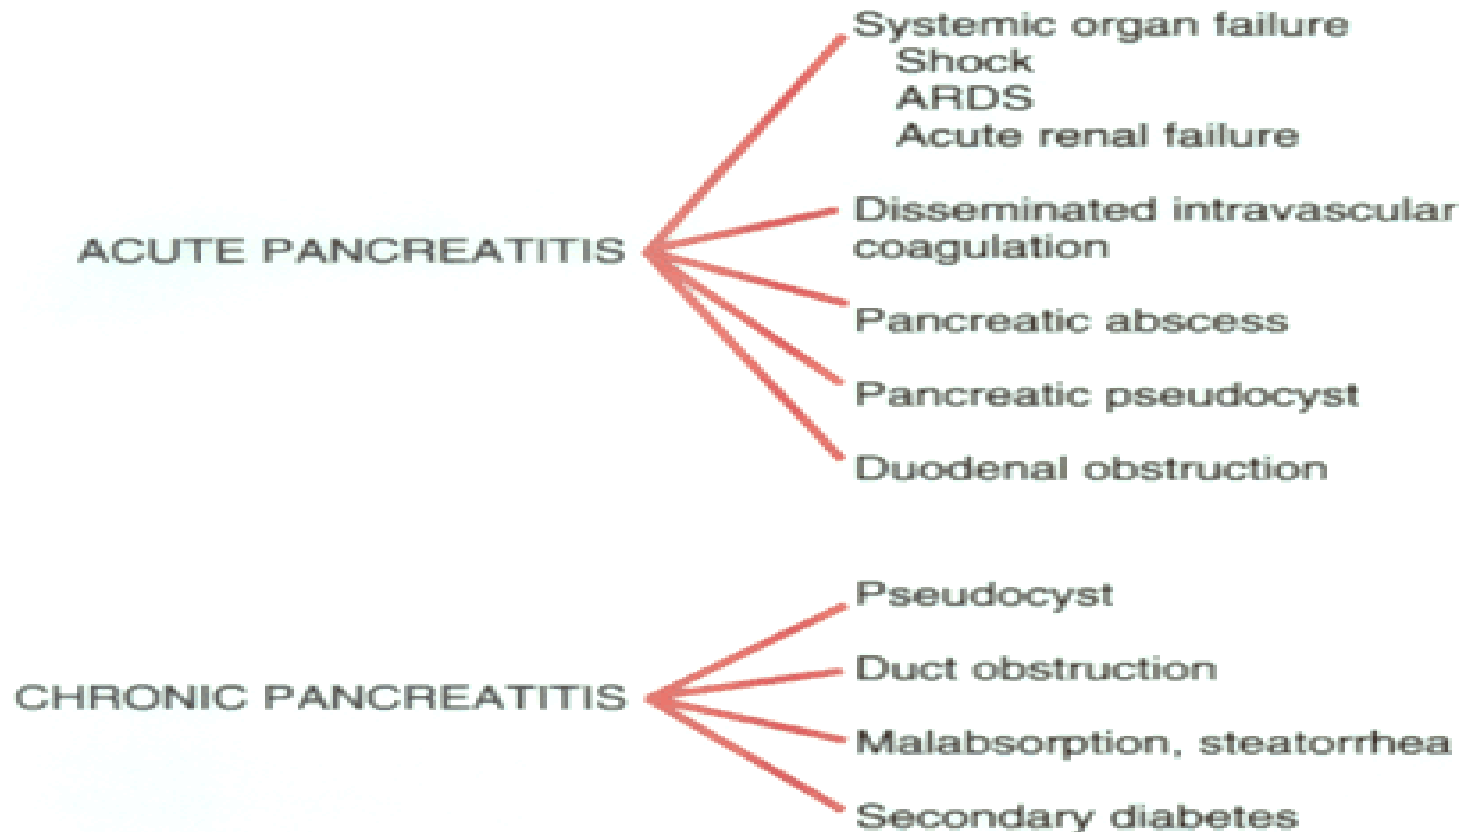 Systemic organ failure
Shock
ARDS
Acute renal failure
ACUTE PANCREATITIS
Disseminated intravascular
coagulation
Pancreatic abscess
Pancreatic pseudocyst
Duodenal obstruction
CHRONIC PANCREATITIS
Pseudocyst
Duct obstruction
Malabsorption, steatorrhea
Secondary diabetes